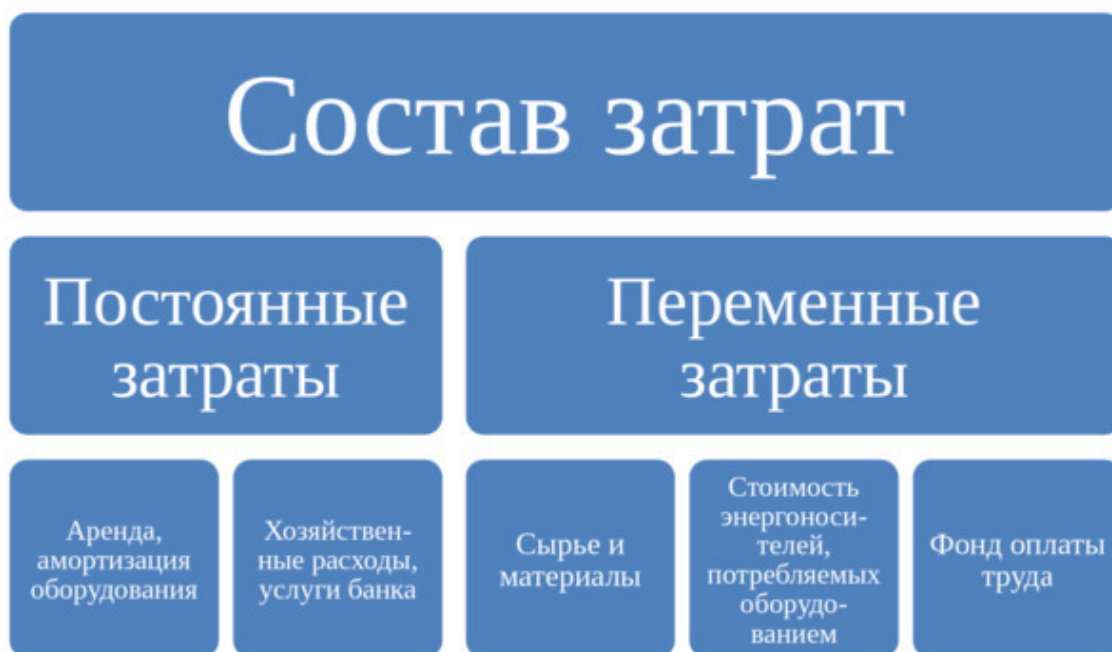 Состав затрат
Постоянные
затраты
Переменные
затраты
Аренда,
амортизация
оборудования
Хозяйствен-
ные расходы,
услуги банка
Сырье и
материалы
Стоимость
энергоноси-
телей,
потребляемых
оборудо-
ванием
Фонд оплаты
труда